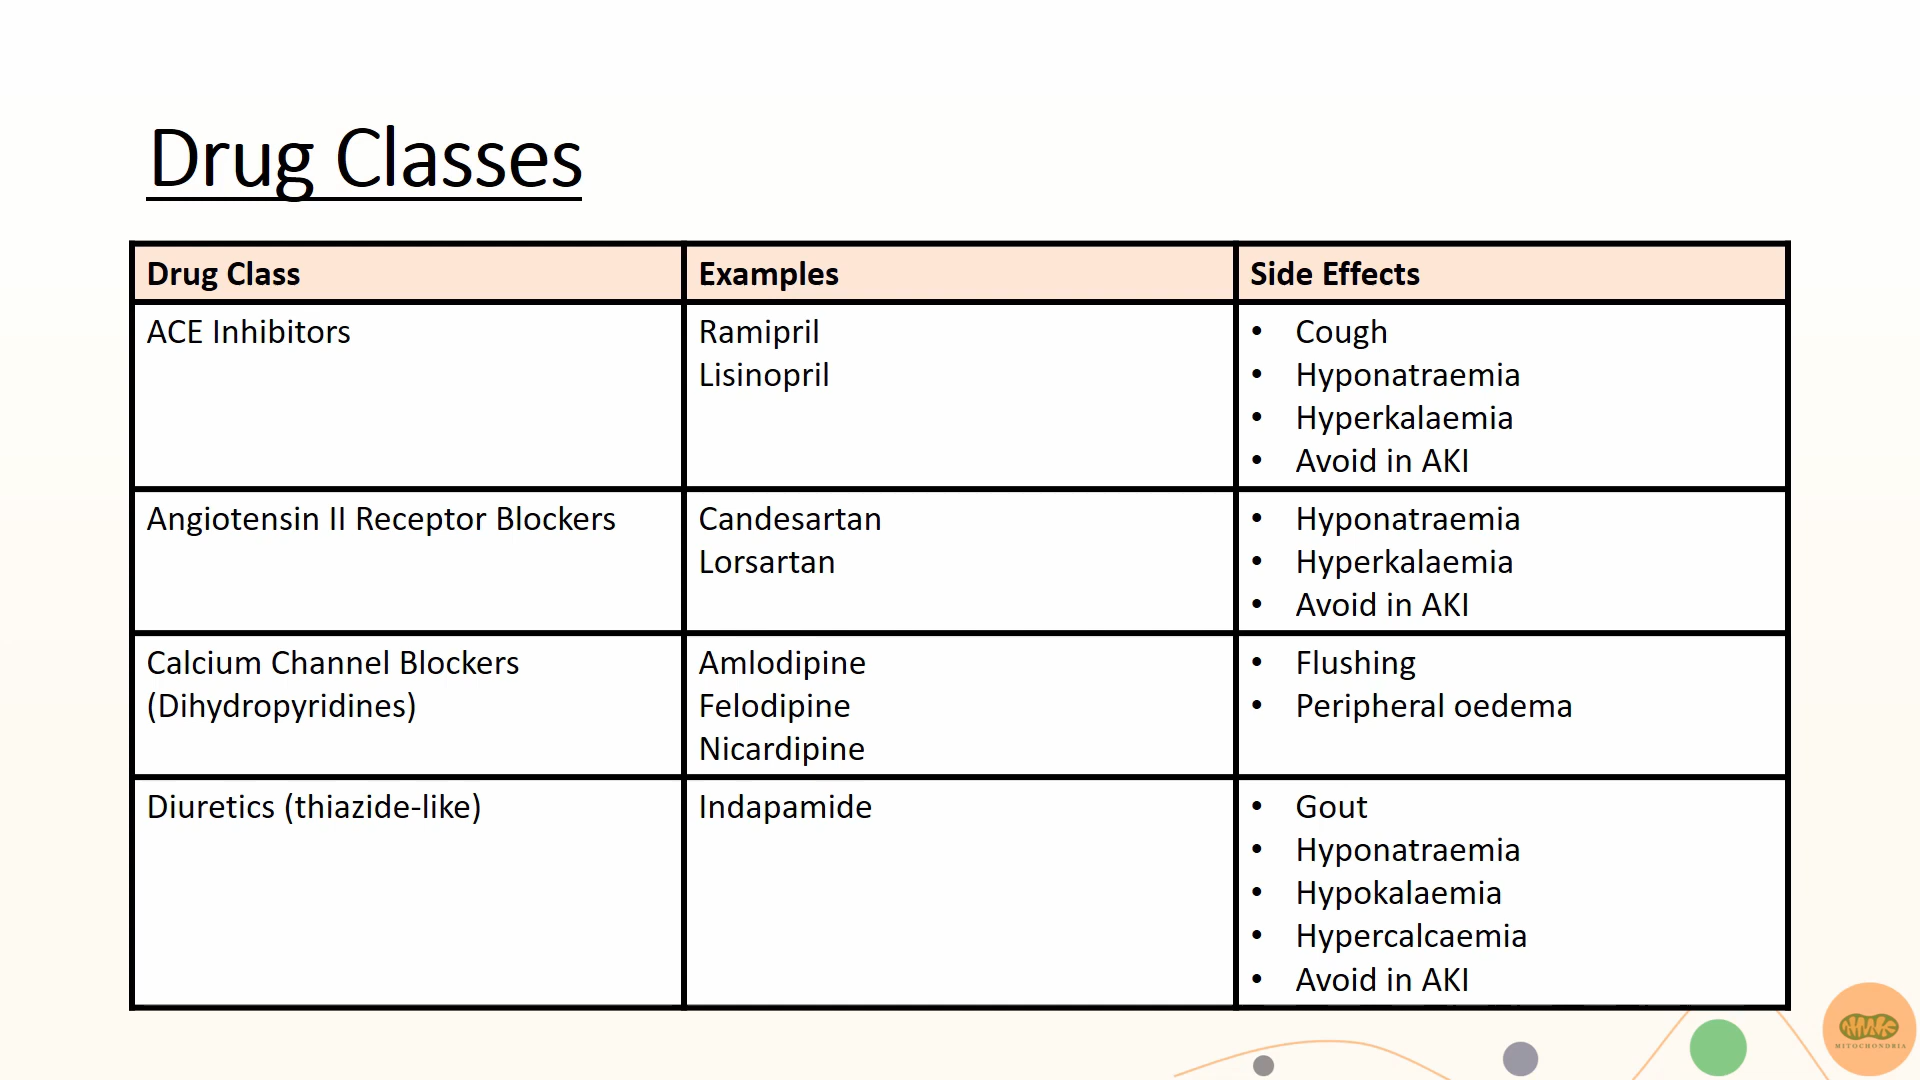 Drug Classes
Drug Class Examples Side Effects
ACE Inhibitors
Ramipril
Lisinopril
• Cough
• Hyponatraemia
• Hyperkalaemia
• Avoid in AKI
Angiotensin II Receptor Blockers
Candesartan
Lorsartan
• Hyponatraemia
• Hyperkalaemia
• Avoid in AKI
Calcium Channel Blockers
(Dihydropyridines)
Amlodipine
Felodipine
Nicardipine
• Flushing
• Peripheral oedema
Diuretics (thiazide-like)
Indapamide
• Gout
• Hyponatraemia
• Hypokalaemia
• Hypercalcaemia
• Avoid in AKI
MITOCHONDRIA